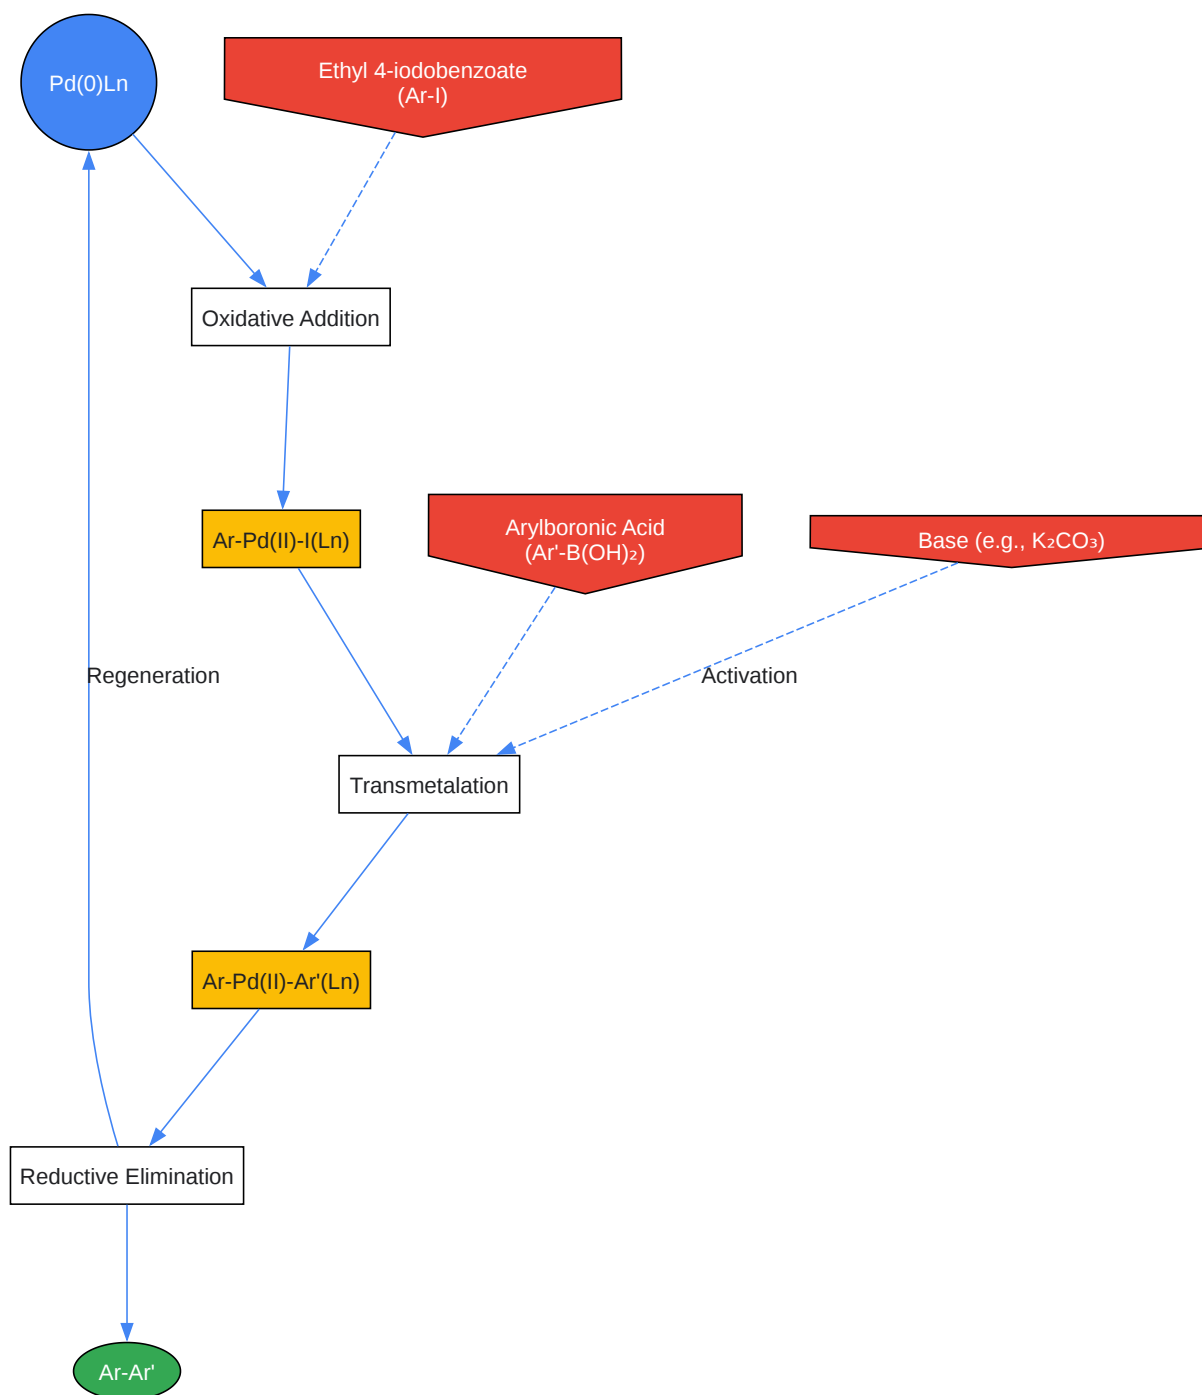 Pd(0)Ln
Ethyl 4-iodobenzoate
(Ar-I)
Oxidative Addition
Ar-Pd(II)-I(Ln)
Arylboronic Acid
(Ar'-B(OH)₂)
Base (e.g., K₂CO₃)
Regeneration
Activation
Transmetalation
Ar-Pd(II)-Ar'(Ln)
Reductive Elimination
Ar-Ar'